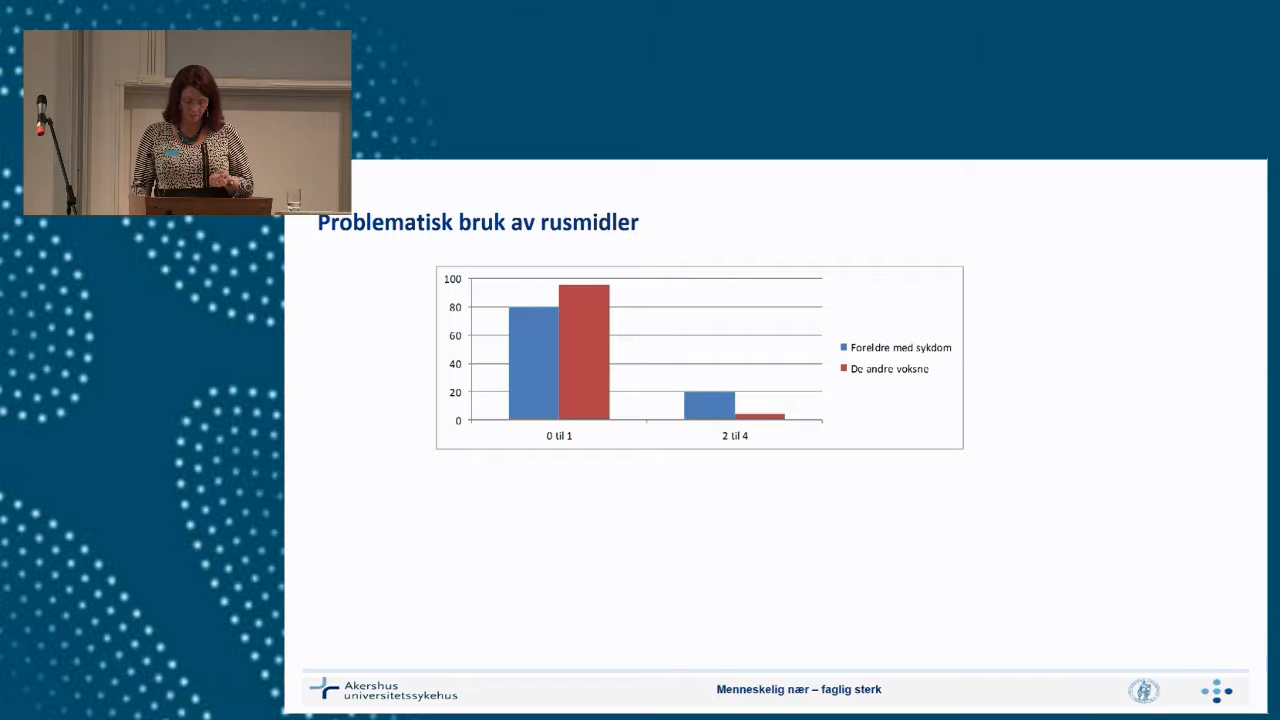 Problematisk bruk av rusmidler
100
80
60
40
20
0
0 til 1
2 til 4
Foreldre med sykdom
De andre voksne
Akershus
universitetssykehus
Menneskelig nær – faglig sterk